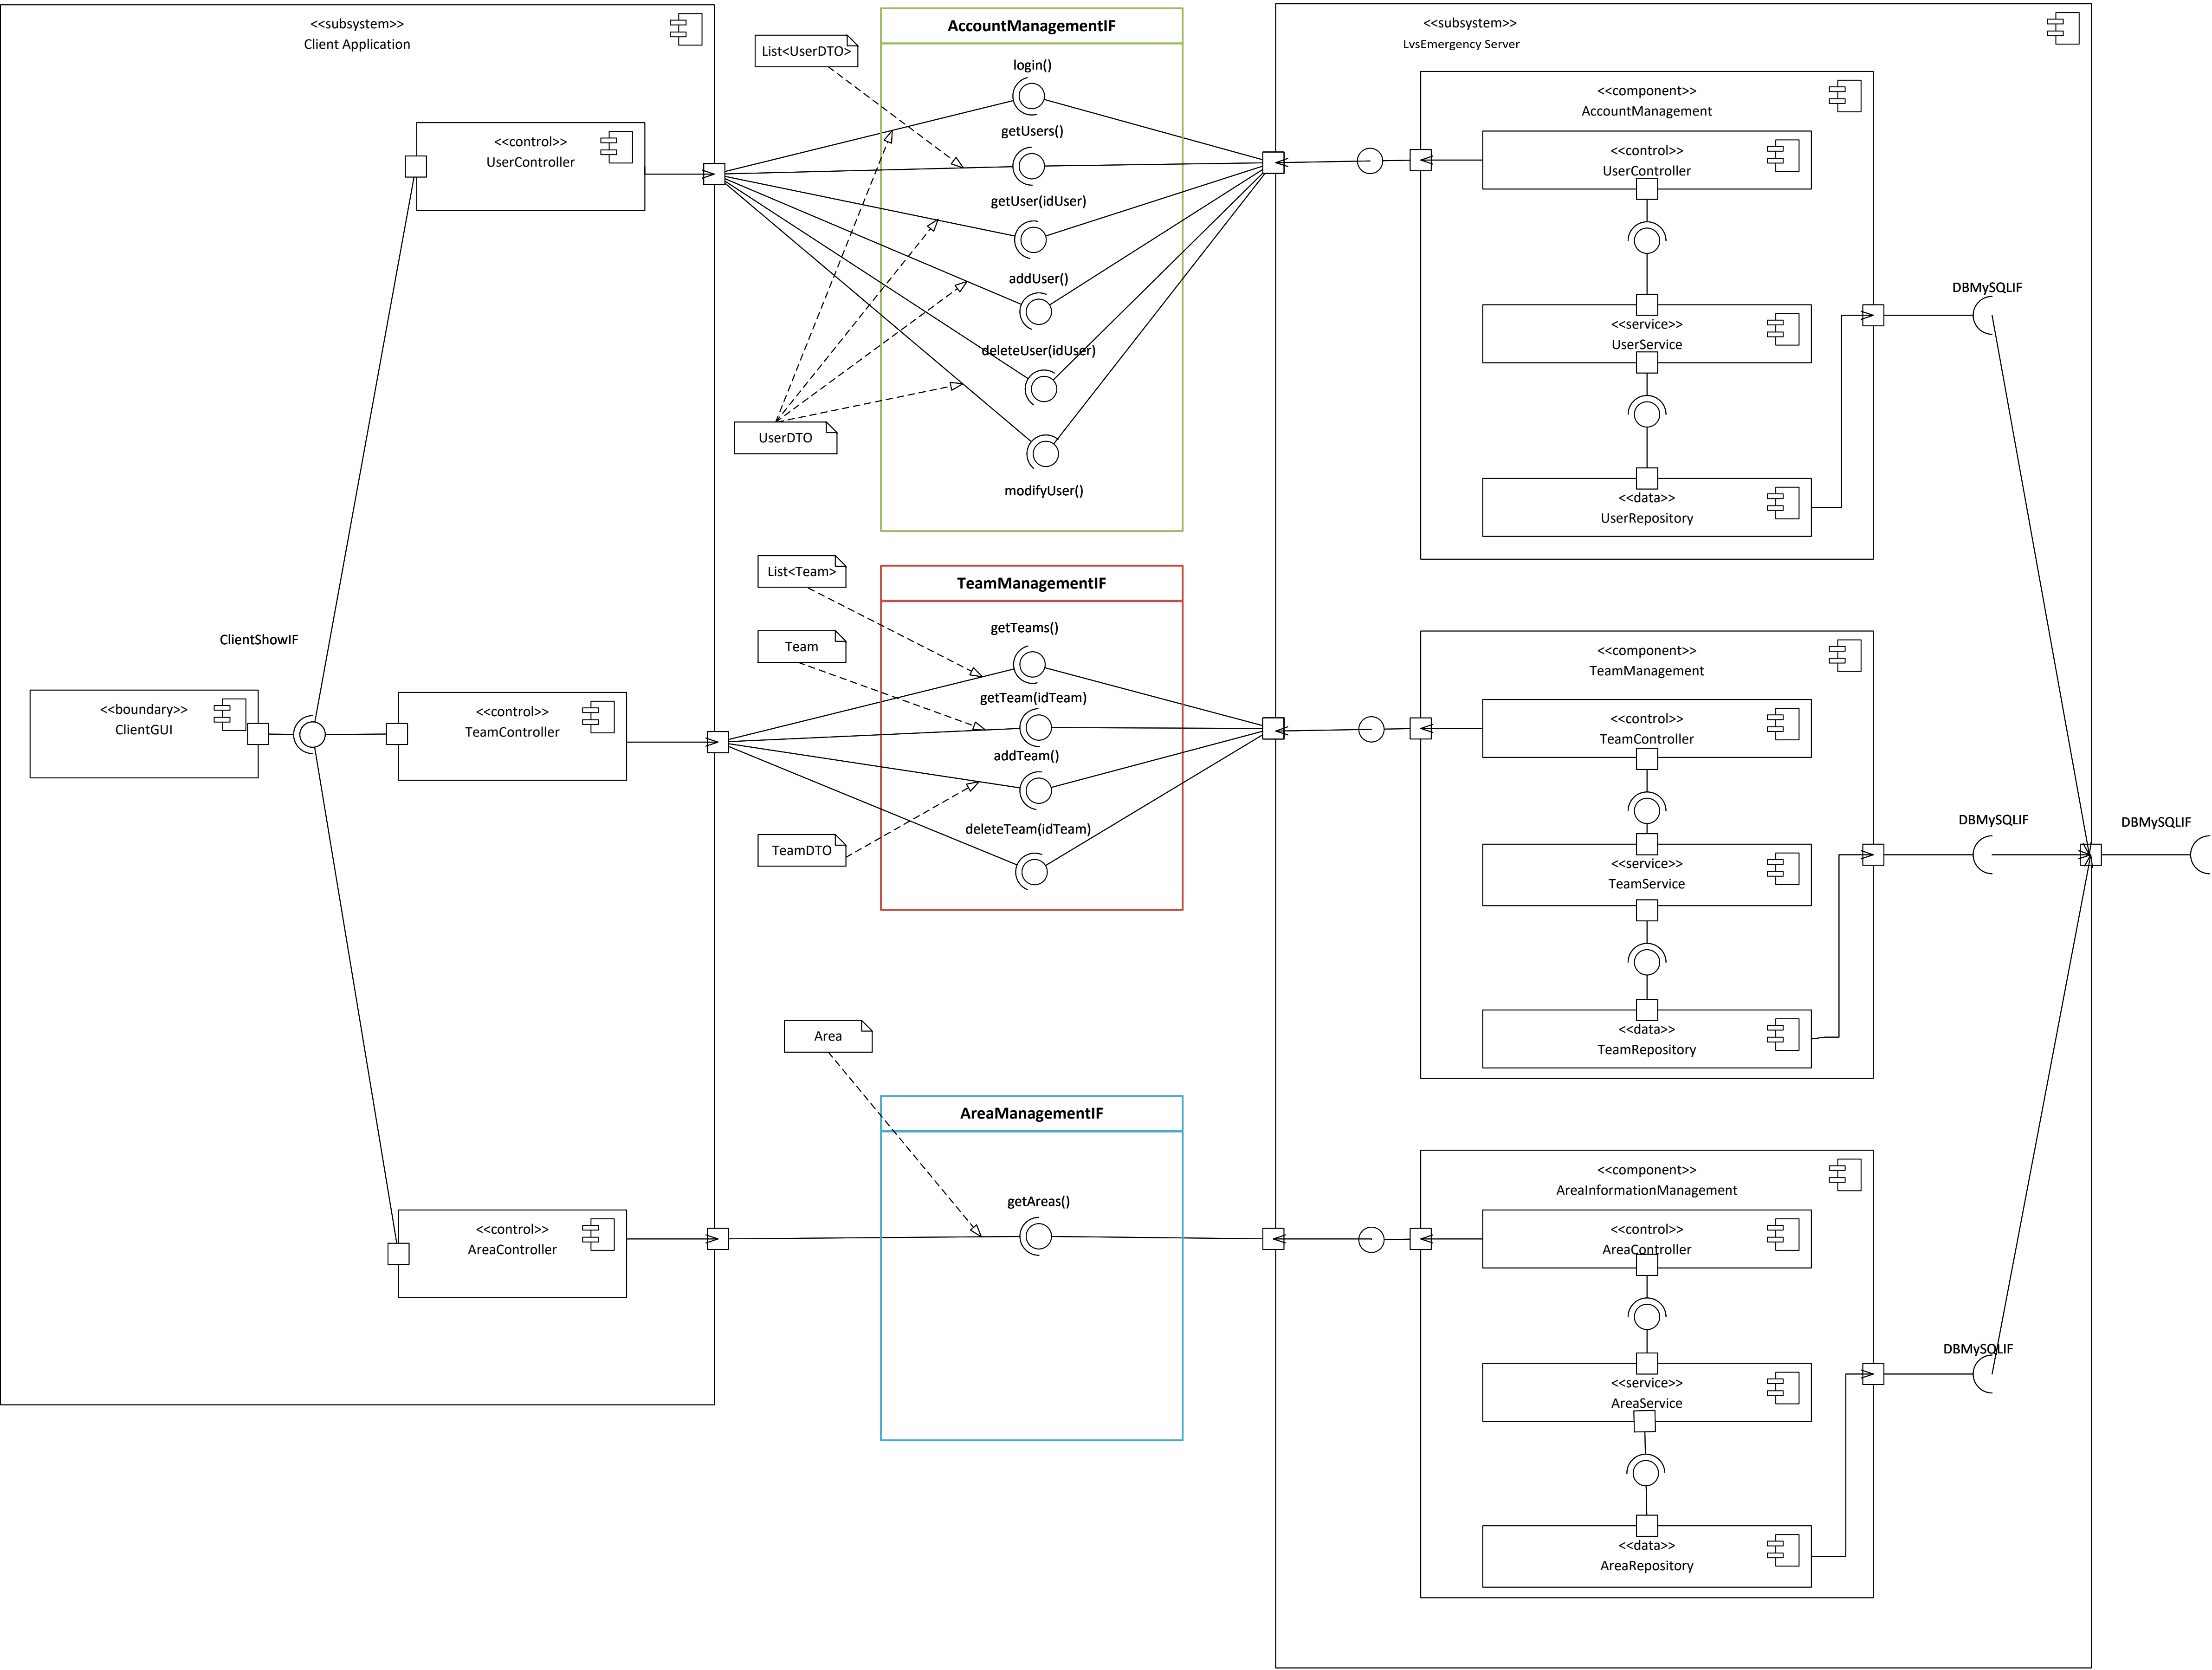 <<subsystem>>
Client Application
<<control>>
UserController
ClientShowIF
<<boundary>>
ClientGUI
<<control>>
TeamController
<<control>>
AreaController
List<UserDTO>
UserDTO
AccountManagementIF
login()
getUsers()
getUser(idUser)
addUser()
deleteUser(idUser)
modifyUser()
List<Team>
Team
TeamDTO
TeamManagementIF
getTeams()
getTeam(idTeam)
addTeam()
deleteTeam(idTeam)
Area
AreaManagementIF
getAreas()
<<subsystem>>
LvsEmergency Server
<<component>>
AccountManagement
<<control>>
UserController
<<service>>
UserService
<<data>>
UserRepository
DBMySQLIF
<<component>>
TeamManagement
<<control>>
TeamController
<<service>>
TeamService
<<data>>
TeamRepository
DBMySQLIF
DBMySQLIF
<<component>>
AreaInformationManagement
<<control>>
AreaController
<<service>>
AreaService
<<data>>
AreaRepository
DBMySQLIF